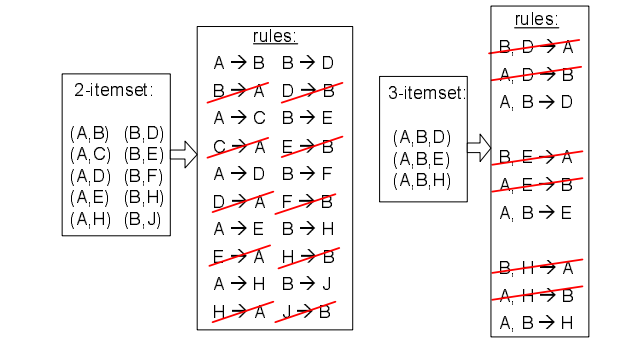 2-itemset:
(A,B) (B,D)
(A,C) (B,E)
(A,D) (B,F)
(A,E) (B,H)
(A,H) (B,J)
rules:
A → B B → D
B → A D → B
A → C B → E
C → A E → B
A → D B → F
D → A F → B
A → E B → H
E → A H → B
A → H B → J
H → A J → B
3-itemset:
(A,B,D)
(A,B,E)
(A,B,H)
rules:
B, D → A
A, D → B
A, B → D
B, E → A
A, E → B
A, B → E
B, H → A
A, H → B
A, B → H